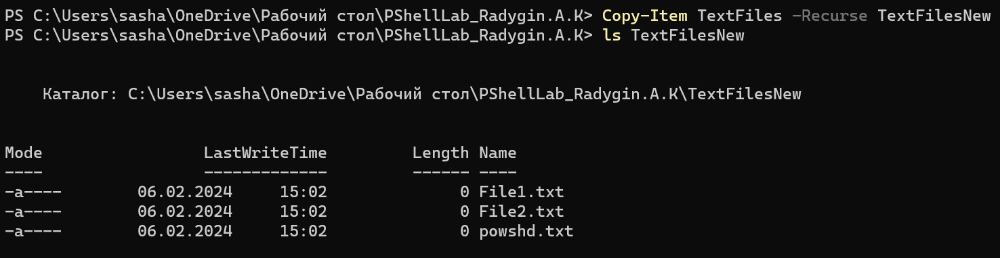 PS C:\Users\sasha\OneDrive\Рабочий стол\PShellLab_Radygin.A.K> Copy-Item TextFiles -Recurse TextFilesNew
PS C:\Users\sasha\OneDrive\Рабочий стол\PShellLab_Radygin.A.K> ls TextFilesNew
Каталог: C:\Users\sasha\OneDrive\Рабочий стол\PShellLab_Radygin.A.K\TextFilesNew
Mode                 LastWriteTime         Length Name
----                 -------------         ------ ----
-a----        06.02.2024     15:02              0 File1.txt
-a----        06.02.2024     15:02              0 File2.txt
-a----        06.02.2024     15:02              0 powshd.txt